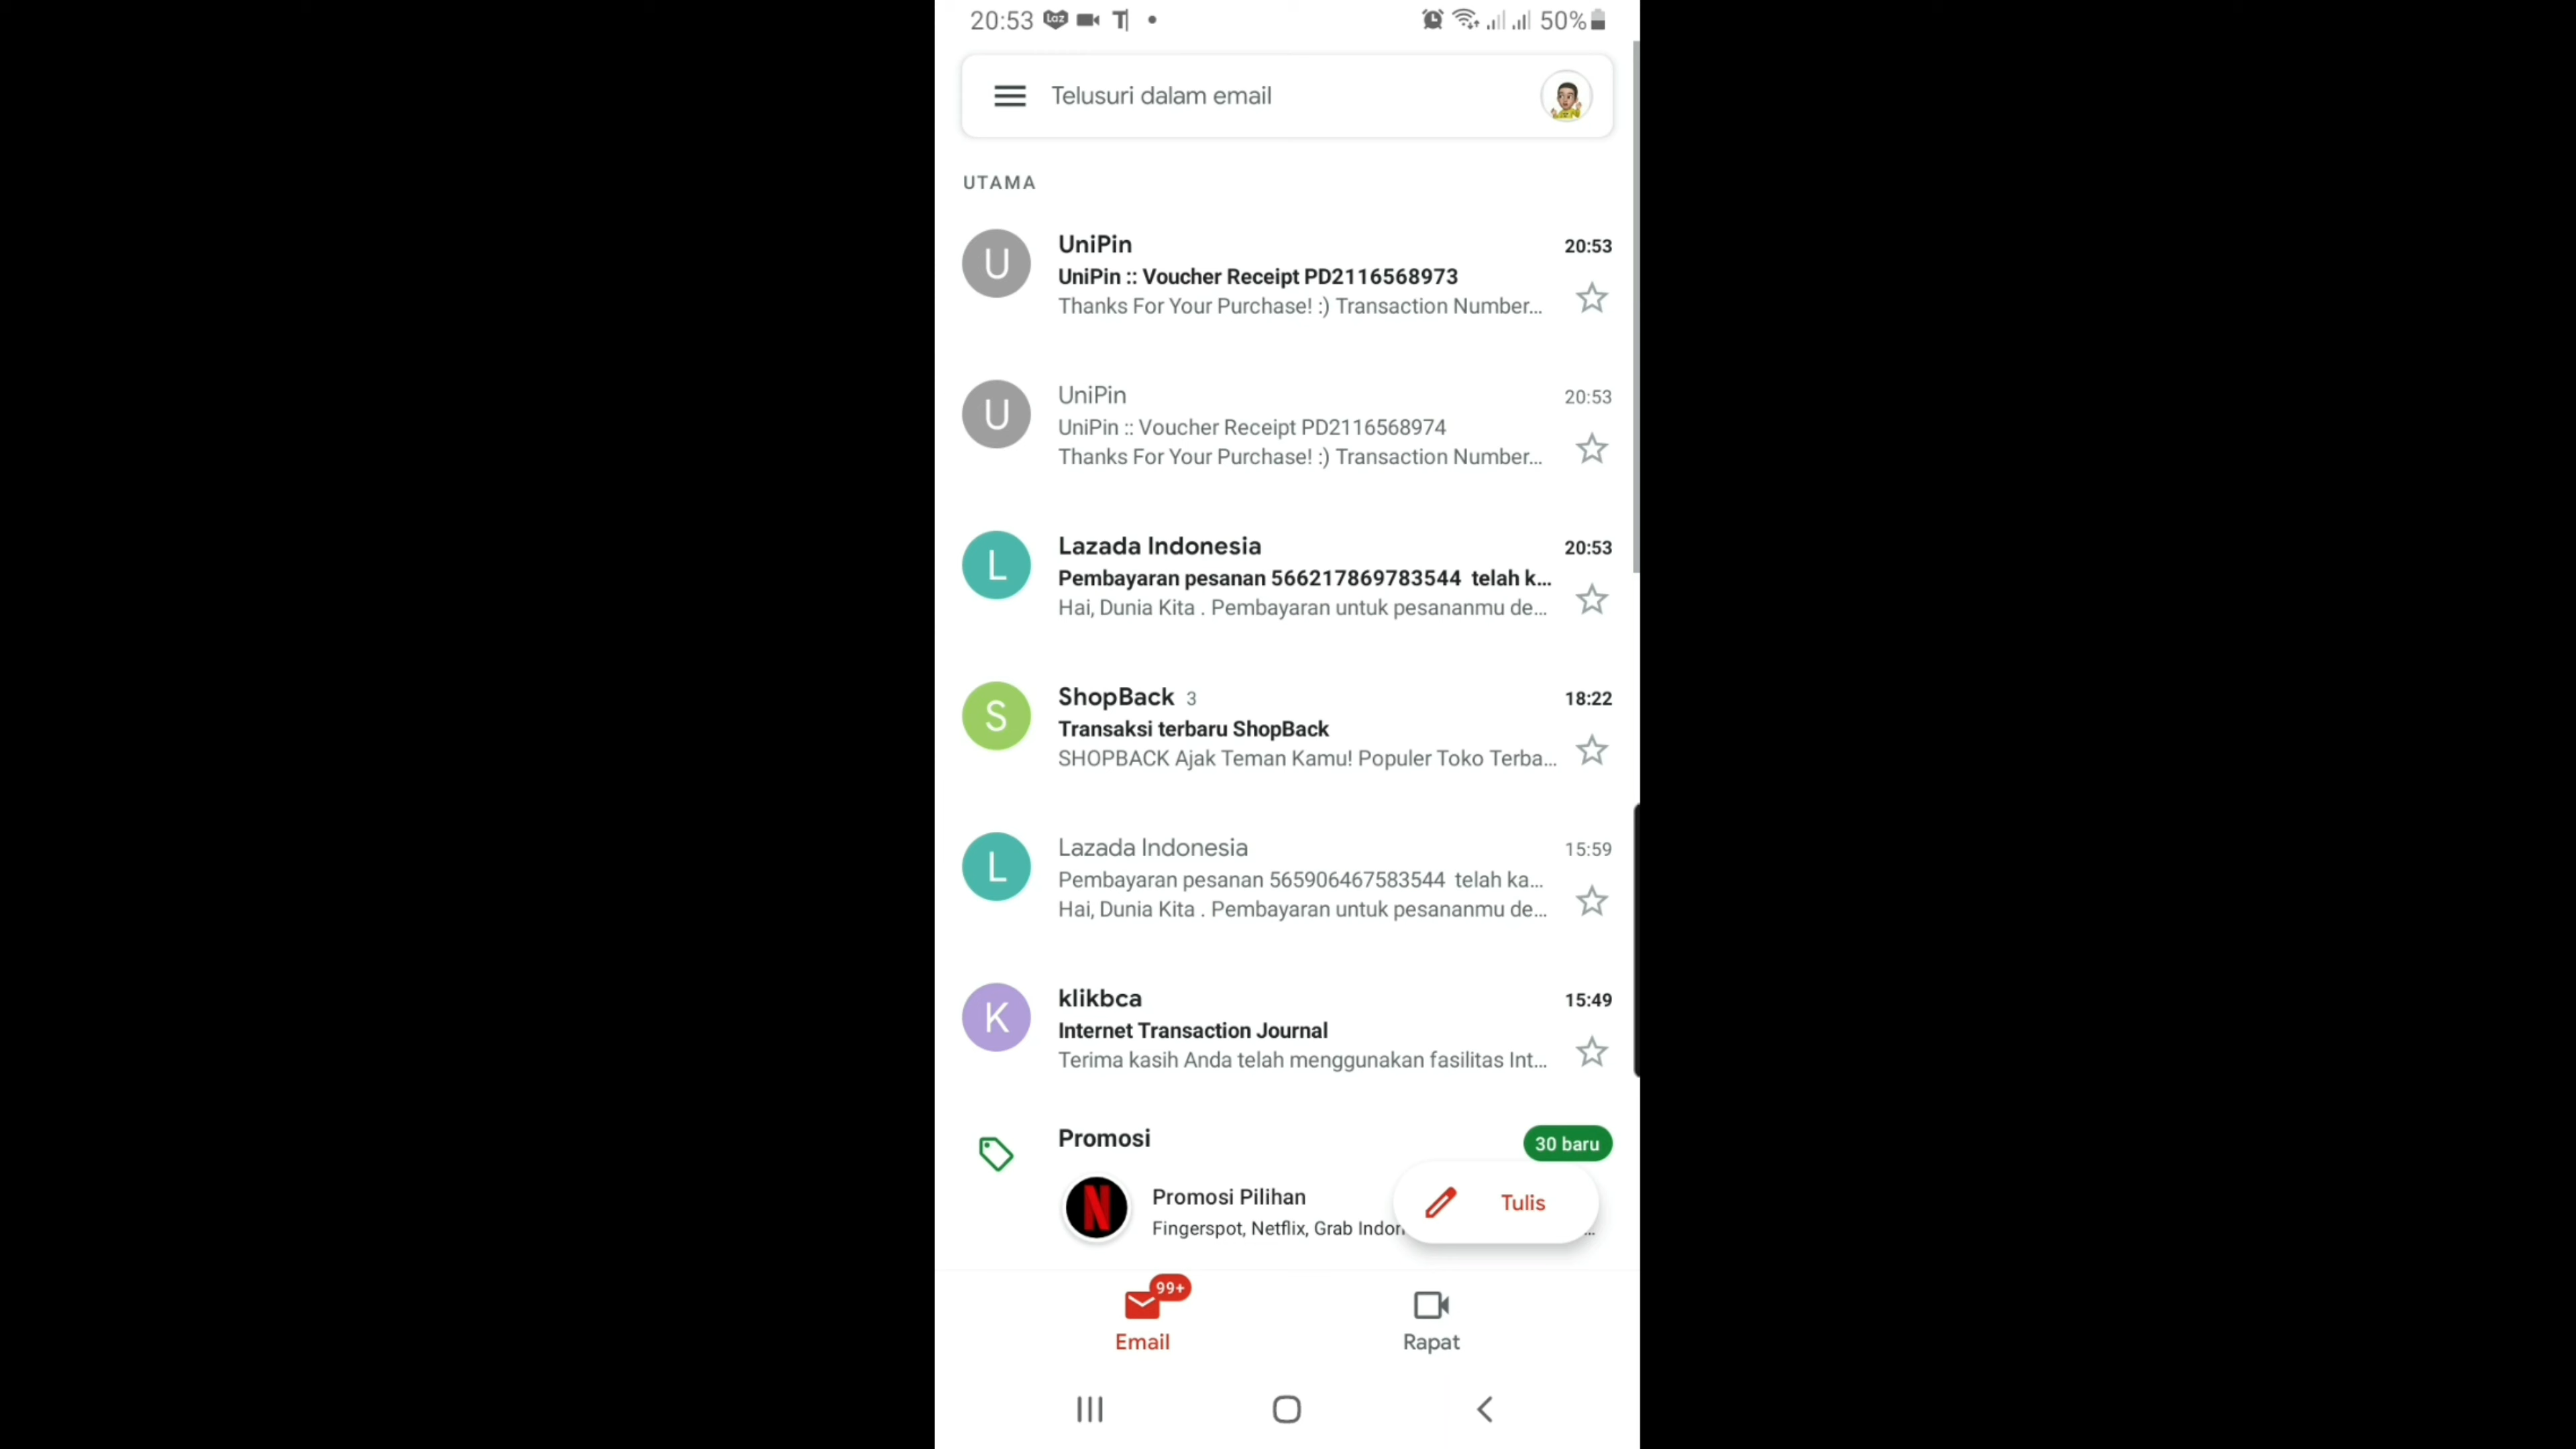 20:53
50%
Telusuri dalam email
UTAMA
U
UniPin
20:53
UniPin :: Voucher Receipt PD2116568973
Thanks For Your Purchase! :) Transaction Number...
U
UniPin
20:53
UniPin :: Voucher Receipt PD2116568974
Thanks For Your Purchase! :) Transaction Number...
L
Lazada Indonesia
20:53
Pembayaran pesanan 566217869783544 telah k...
Hai, Dunia Kita . Pembayaran untuk pesananmu de...
S
ShopBack 3
18:22
Transaksi terbaru ShopBack
SHOPBACK Ajak Teman Kamu! Populer Toko Terba...
L
Lazada Indonesia
15:59
Pembayaran pesanan 565906467583544 telah ka...
Hai, Dunia Kita . Pembayaran untuk pesananmu de...
K
klikbca
15:49
Internet Transaction Journal
Terima kasih Anda telah menggunakan fasilitas Int...
Promosi
30 baru
N
Promosi Pilihan
Fingerspot, Netflix, Grab Indon
...
Tulis
99+
Email
Rapat